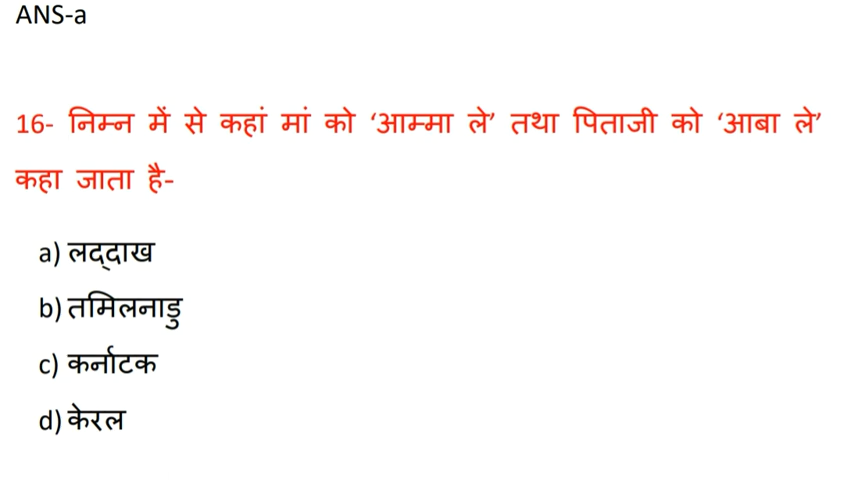 ANS-a
16- निम्न में से कहां मां को ‘आम्मा ले’ तथा पिताजी को ‘आबा ले’
कहा जाता है-
a) लद्दाख
b) तमिलनाडु
c) कर्नाटक
d) केरल